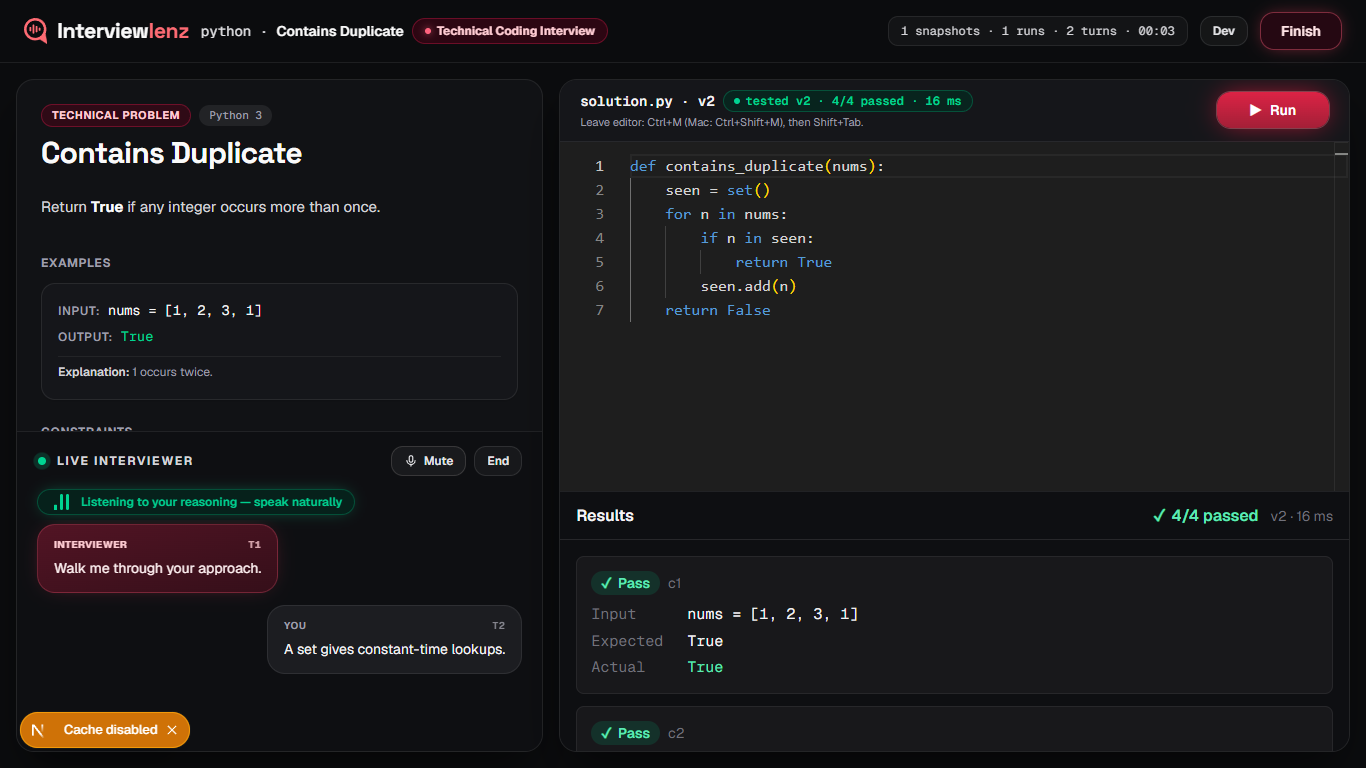 Interviewlenz python · Contains Duplicate Technical Coding Interview
1 snapshots · 1 runs · 2 turns · 00:03 Dev Finish
TECHNICAL PROBLEM Python 3
Contains Duplicate
Return True if any integer occurs more than once.
EXAMPLES
INPUT: nums = [1, 2, 3, 1]
OUTPUT: True
Explanation: 1 occurs twice.
CONSTRAINTS
LIVE INTERVIEWER Mute End
Listening to your reasoning — speak naturally
INTERVIEWER T1
Walk me through your approach.
YOU T2
A set gives constant-time lookups.
N Cache disabled ×
solution.py · v2 tested v2 · 4/4 passed · 16 ms
Leave editor: Ctrl+M (Mac: Ctrl+Shift+M), then Shift+Tab.
▶ Run
1 def contains_duplicate(nums):
2     seen = set()
3     for n in nums:
4         if n in seen:
5             return True
6         seen.add(n)
7     return False
Results ✓ 4/4 passed v2 · 16 ms
✓ Pass c1
Input nums = [1, 2, 3, 1]
Expected True
Actual True
✓ Pass c2